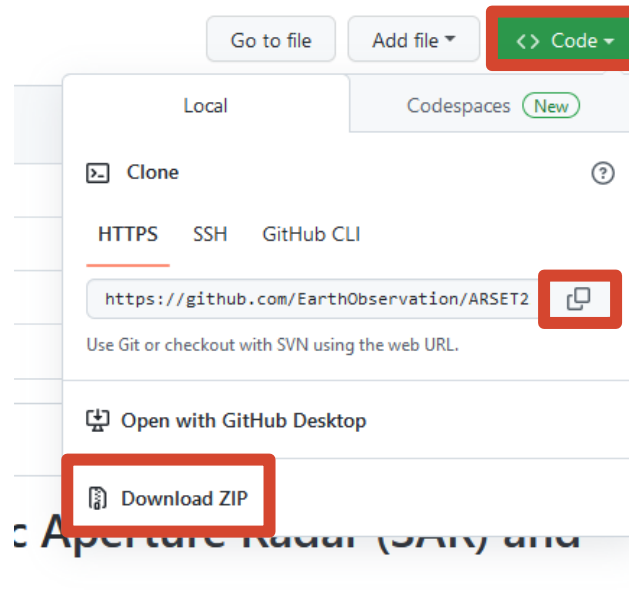 Go to file Add file <> Code
Local Codespaces New
Clone
HTTPS SSH GitHub CLI
https://github.com/EarthObservation/ARSET2
Use Git or checkout with SVN using the web URL.
Open with GitHub Desktop
Download ZIP
c Aperture Radar (SAR) and